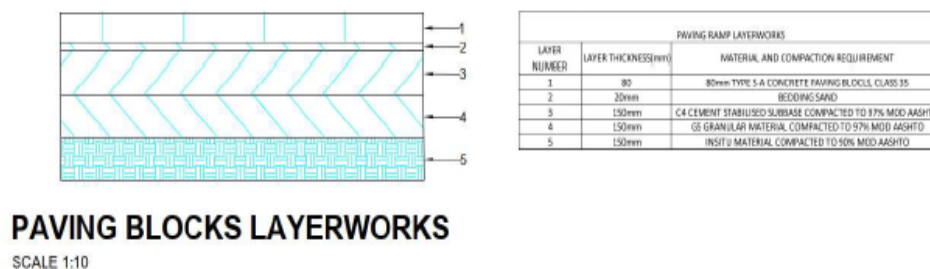 1
2
3
4
5
PAVING BLOCKS LAYERWORKS
SCALE 1:10
PAVING RAMP LAYERWORKS
LAYER NUMBER LAYER THICKNESS(mm) MATERIAL AND COMPACTION REQUIREMENT
1 80 80mm TYPE S-A CONCRETE PAVING BLOCLS, CLASS 35
2 20mm BEDDING SAND
3 150mm C4 CEMENT STABILISED SUBBASE COMPACTED TO 97% MOD AASHT
4 150mm G5 GRANULAR MATERIAL COMPACTED TO 97% MOD AASHTO
5 150mm INSITU MATERIAL COMPACTED TO 90% MOD AASHTO